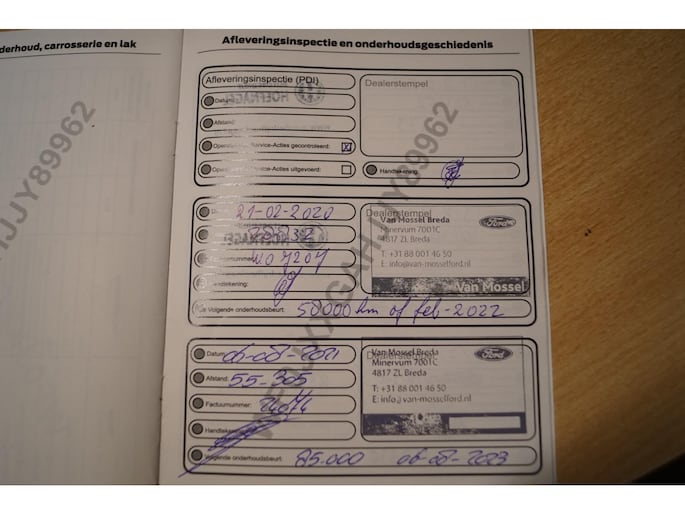 derhoud, carrosserie en lak
Afleveringsinspectie en onderhoudsgeschiedenis
Afleveringsinspectie (PDI)
Datum:
Afstand:
Service-Acties gecontroleerd: X
Service-Acties uitgevoerd:
Dealerstempel
Handtekening:
21-02-2020
Volgende onderhoudsbeurt: 50000 km of feb-2022
Dealerstempel
Van Mossel Breda
Minervum 7001C
4817 ZL Breda
T: +31 88 001 46 50
E: info@van-mosselford.nl
Ford
Van Mossel
Datum: 06-08-2021
Afstand: 55-305
Factuurnummer:
Volgende onderhoudsbeurt: 85.000 06-08-2023
Van Mossel Breda
Minervum 7001C
4817 ZL Breda
T: +31 88 001 46 50
E: info@van-mosselford.nl
Ford